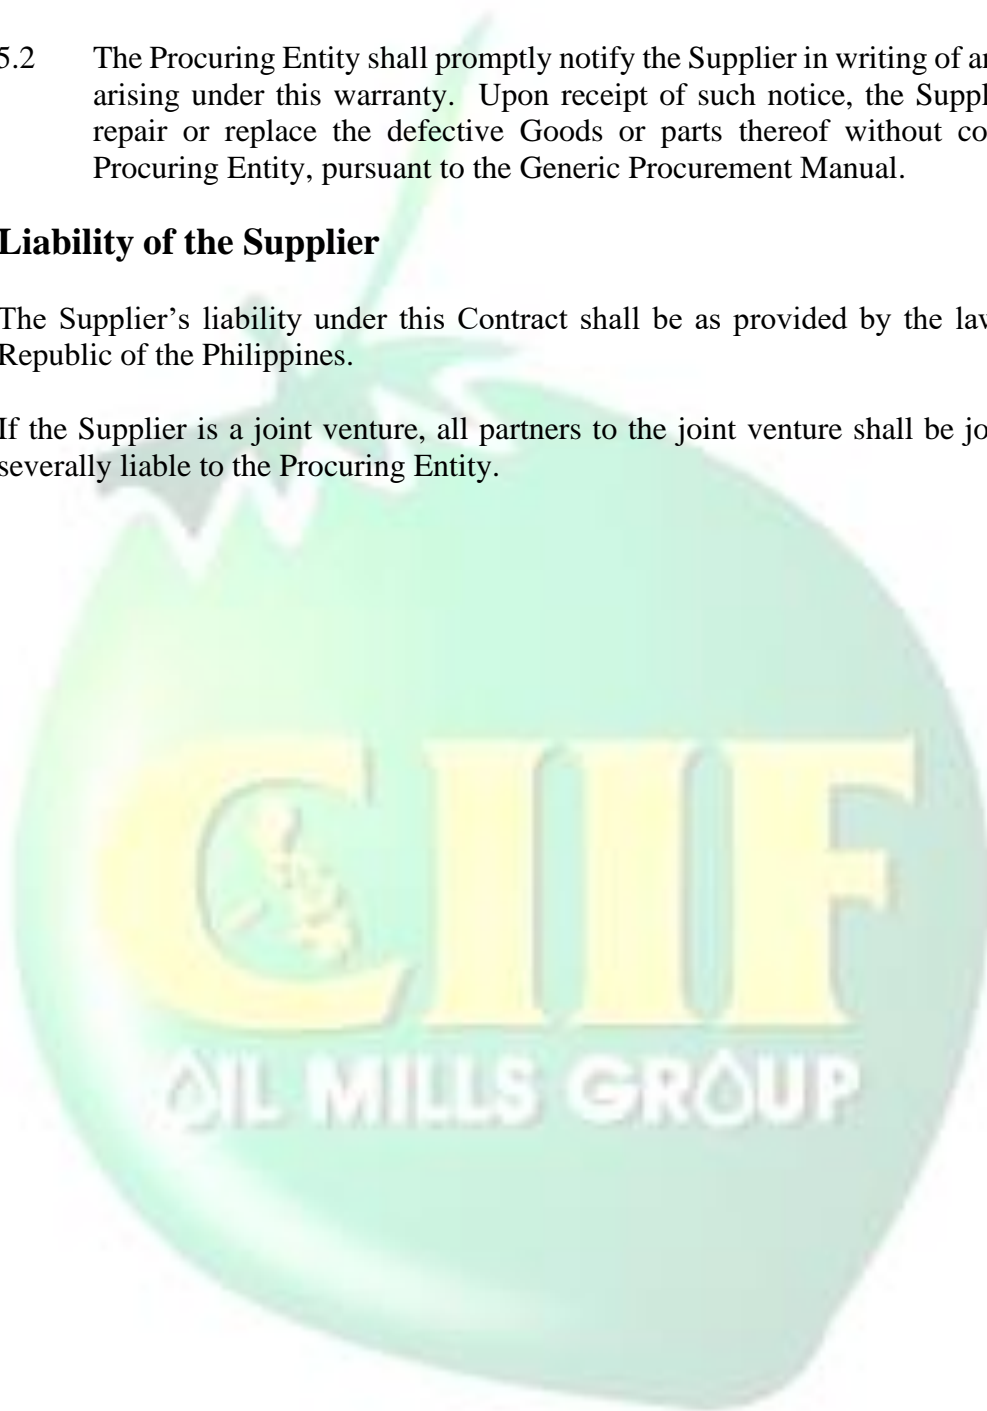 5.2 The Procuring Entity shall promptly notify the Supplier in writing of
arising under this warranty. Upon receipt of such notice, the
repair or replace the defective Goods or parts thereof without
Procuring Entity, pursuant to the Generic Procurement Manual.
Liability of the Supplier
The Supplier's liability under this Contract shall be as provided by the
Republic of the Philippines.
If the Supplier is a joint venture, all partners to the joint venture shall be
severally liable to the Procuring Entity.
CIIF
OIL MILLS GROUP